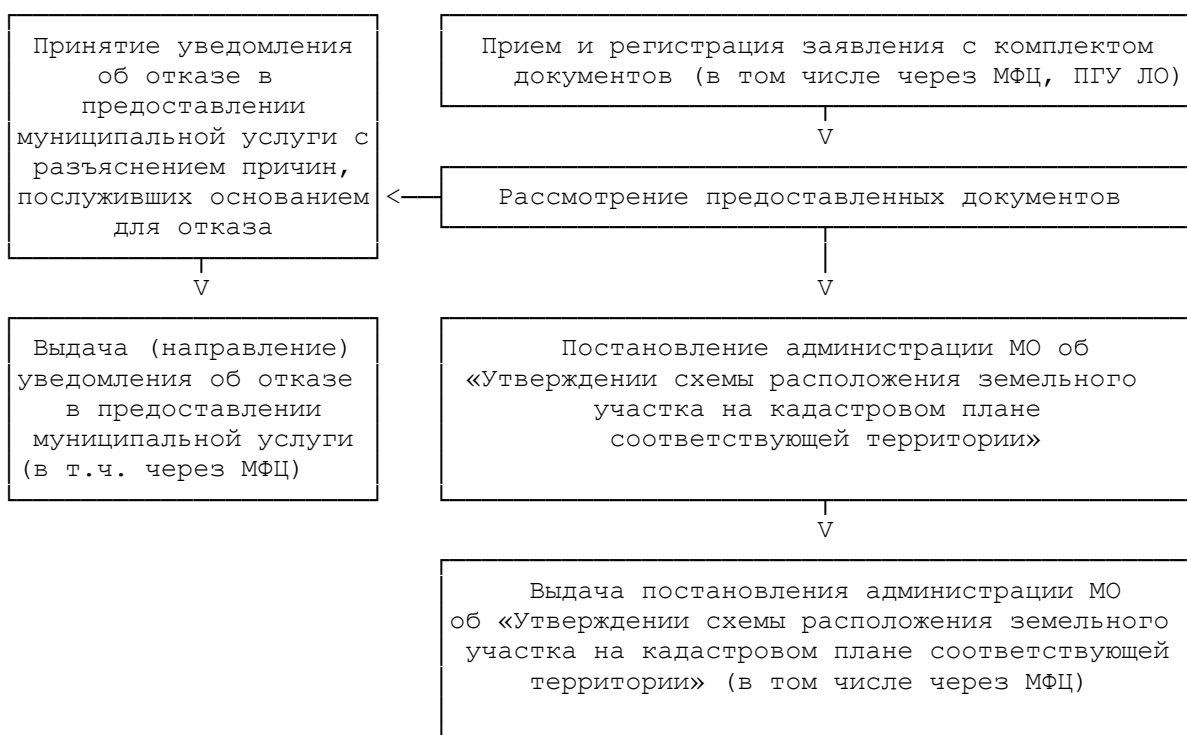 Принятие уведомления
об отказе в
предоставлении
муниципальной услуги с
разъяснением причин,
послуживших основанием
для отказа
Прием и регистрация заявления с комплектом
документов (в том числе через МФЦ, ПГУ ЛО)
V
<
Рассмотрение предоставленных документов
V
V
Выдача (направление)
уведомления об отказе
в предоставлении
муниципальной услуги
(в т.ч. через МФЦ)
Постановление администрации МО об
«Утверждении схемы расположения земельного
участка на кадастровом плане
соответствующей территории»
V
Выдача постановления администрации МО
об «Утверждении схемы расположения земельного
участка на кадастровом плане соответствующей
территории» (в том числе через МФЦ)